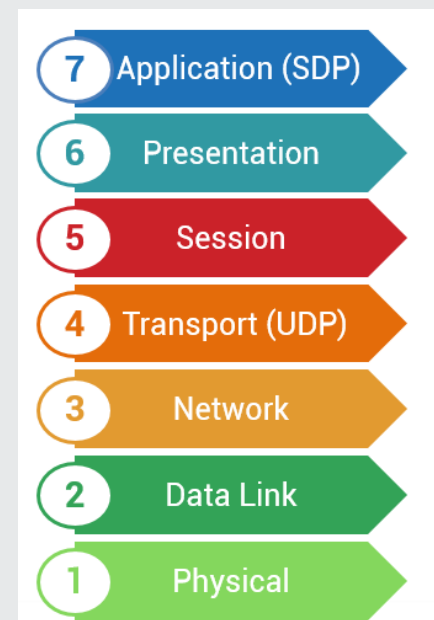 7 Application (SDP)
6 Presentation
5 Session
4 Transport (UDP)
3 Network
2 Data Link
1 Physical